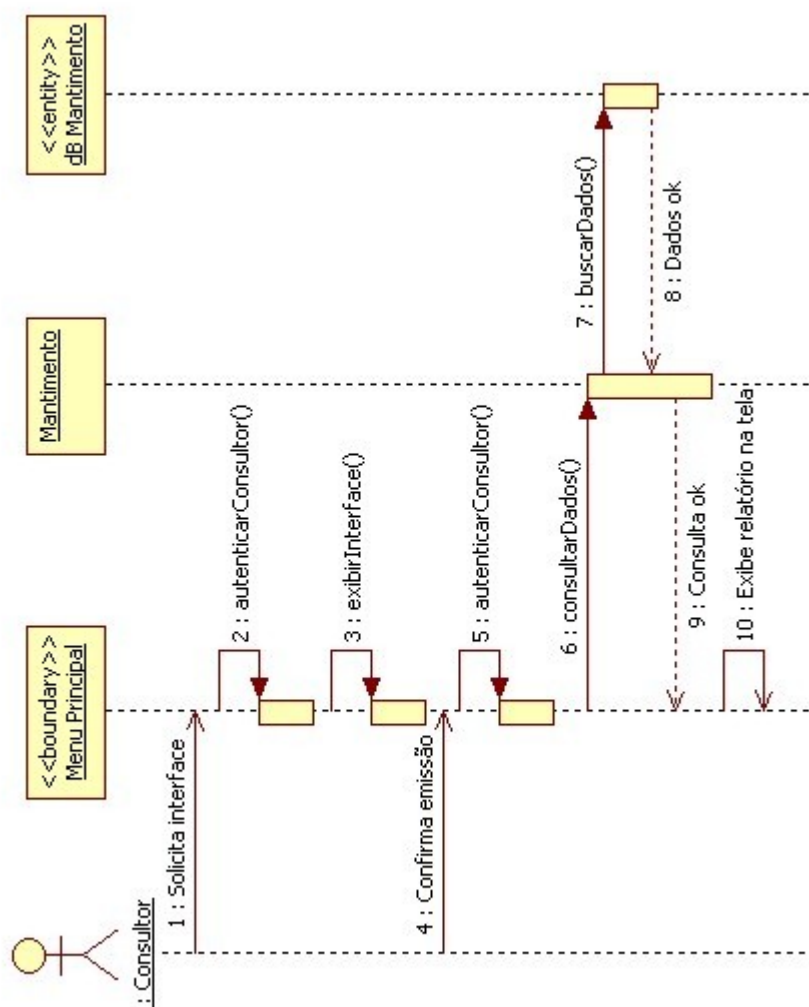 : Consultor
<<boundary>>
Menu Principal
Mantimento
<<entity>>
dB Mantimento
1 : Solicita interface
2 : autenticarConsultor()
3 : exibirInterface()
4 : Confirma emissão
5 : autenticarConsultor()
6 : consultarDados()
7 : buscarDados()
8 : Dados ok
9 : Consulta ok
10 : Exibe relatório na tela